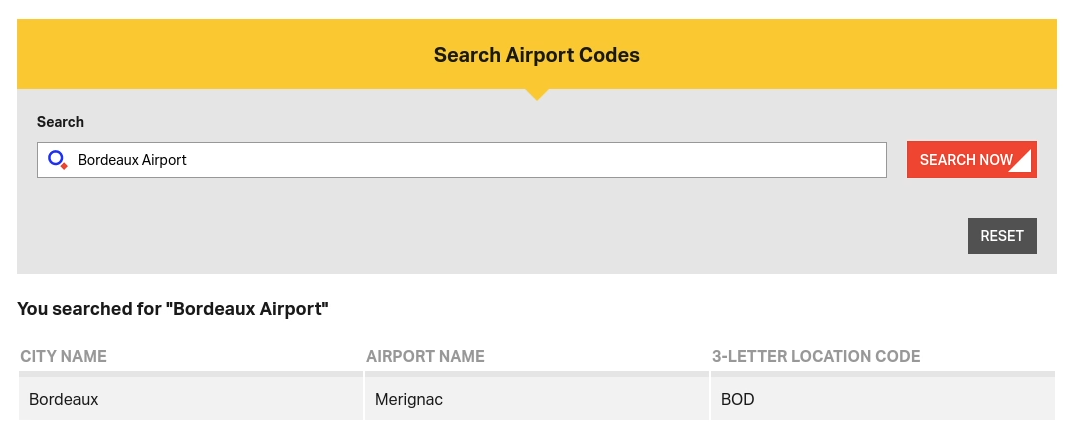 Search Airport Codes
Search
Bordeaux Airport
SEARCH NOW
RESET
You searched for "Bordeaux Airport"
CITY NAME AIRPORT NAME 3-LETTER LOCATION CODE
Bordeaux Merignac BOD